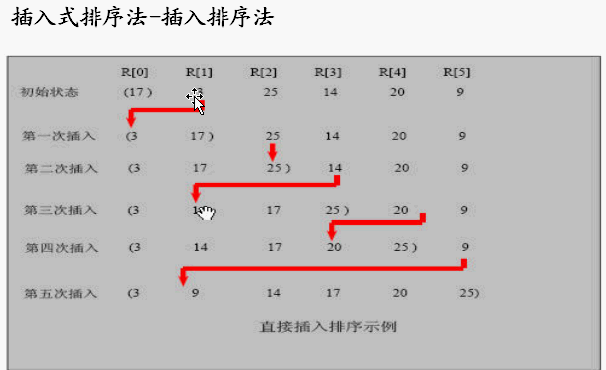 插入式排序法-插入排序法
R[0] R[1] R[2] R[3] R[4] R[5]
初始状态 (17) 3 25 14 20 9
第一次插入 (3 17) 25 14 20 9
第二次插入 (3 17 25) 14 20 9
第三次插入 (3 17 25) 20 9
第四次插入 (3 14 17 20 25) 9
第五次插入 (3 9 14 17 20 25)
直接插入排序示例